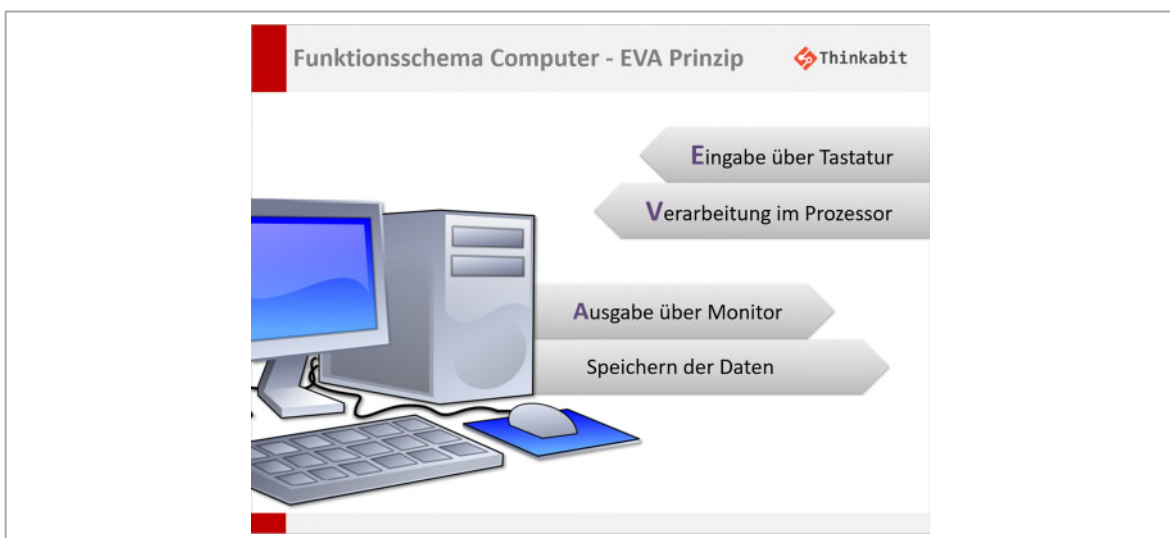 Funktionsschema Computer - EVA Prinzip
Thinkabit
Eingabe über Tastatur
Verarbeitung im Prozessor
Ausgabe über Monitor
Speichern der Daten